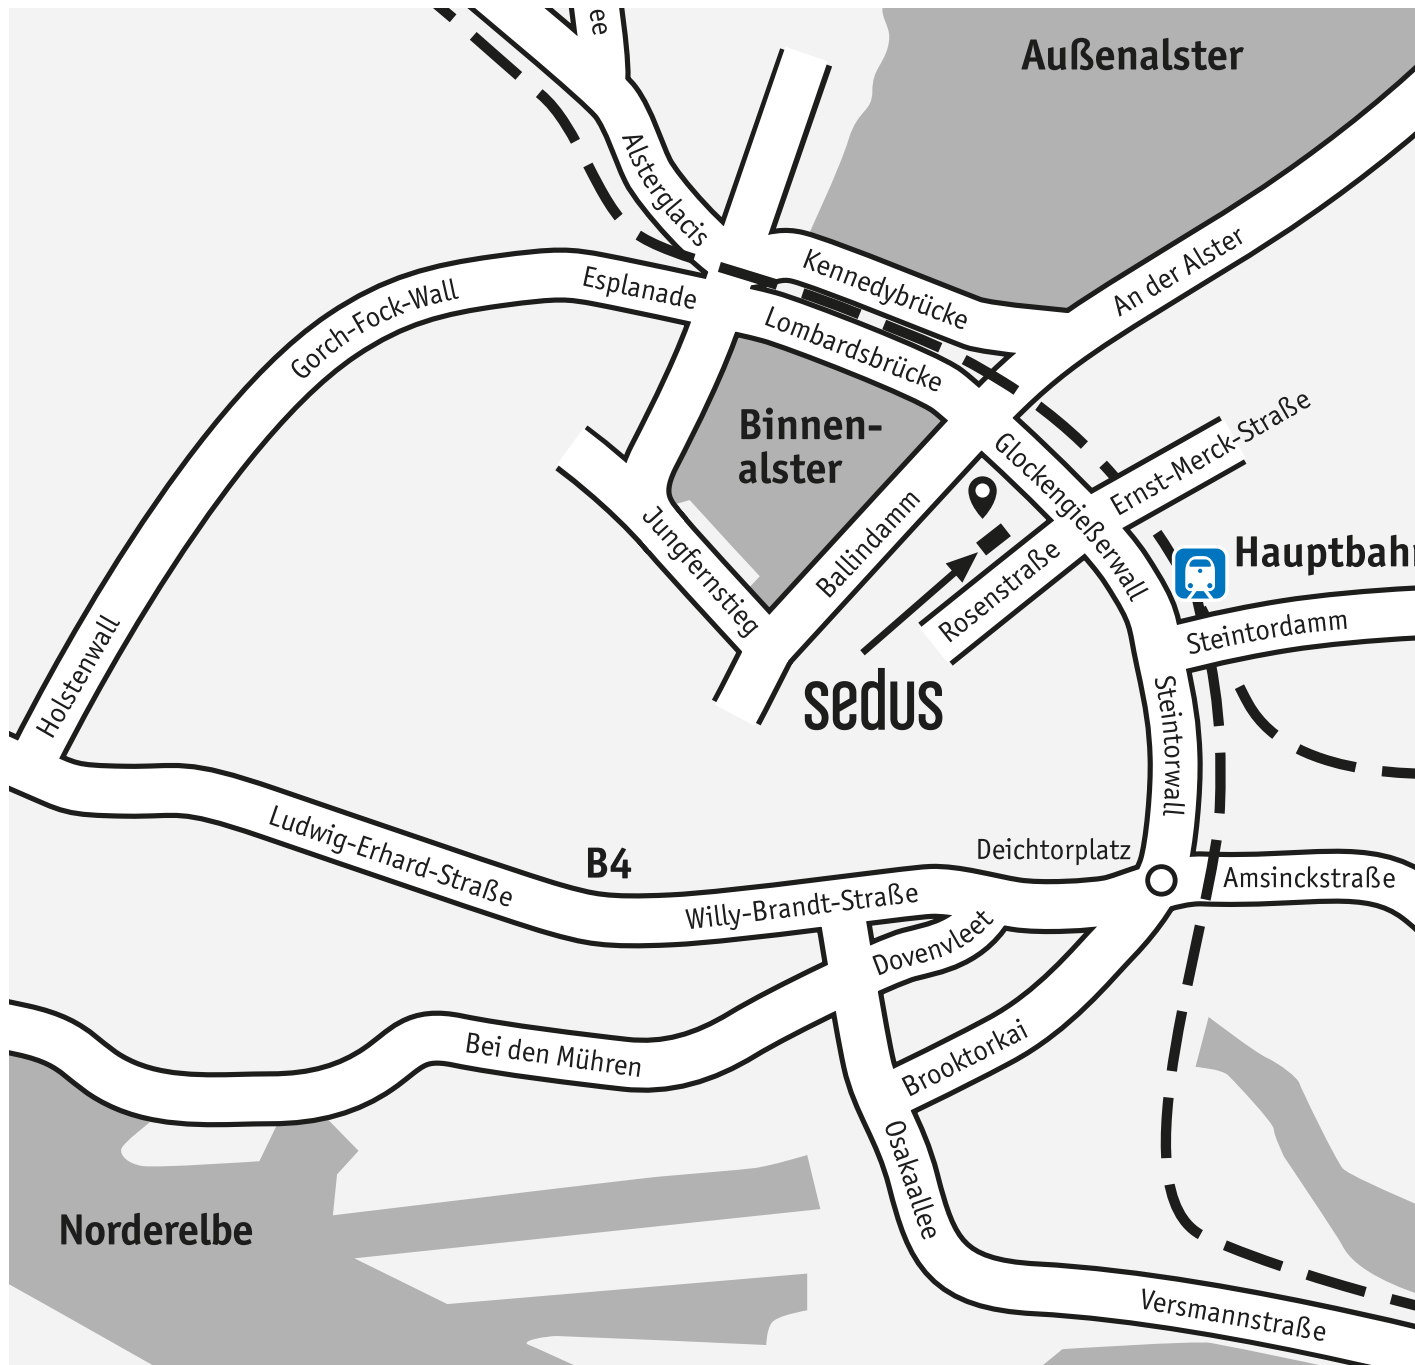 ee
Außenalster
Alsterglacis
Kennedybrücke
An der Alster
Esplanade
Gorch-Fock-Wall
Lombardsbrücke
Binnen-
alster
Ernst-Merck-Straße
Glockengießerwall
Jungfernstieg
Ballindamm
Hauptbah
Rosenstraße
Steintordamm
Holstenwall
sedus
Steintorwall
Ludwig-Erhard-Straße
B4
Deichtorplatz
Amsinckstraße
Willy-Brandt-Straße
Dovenvleet
Bei den Mühren
Brooktorkai
Osakaallee
Norderelbe
Versmannstraße